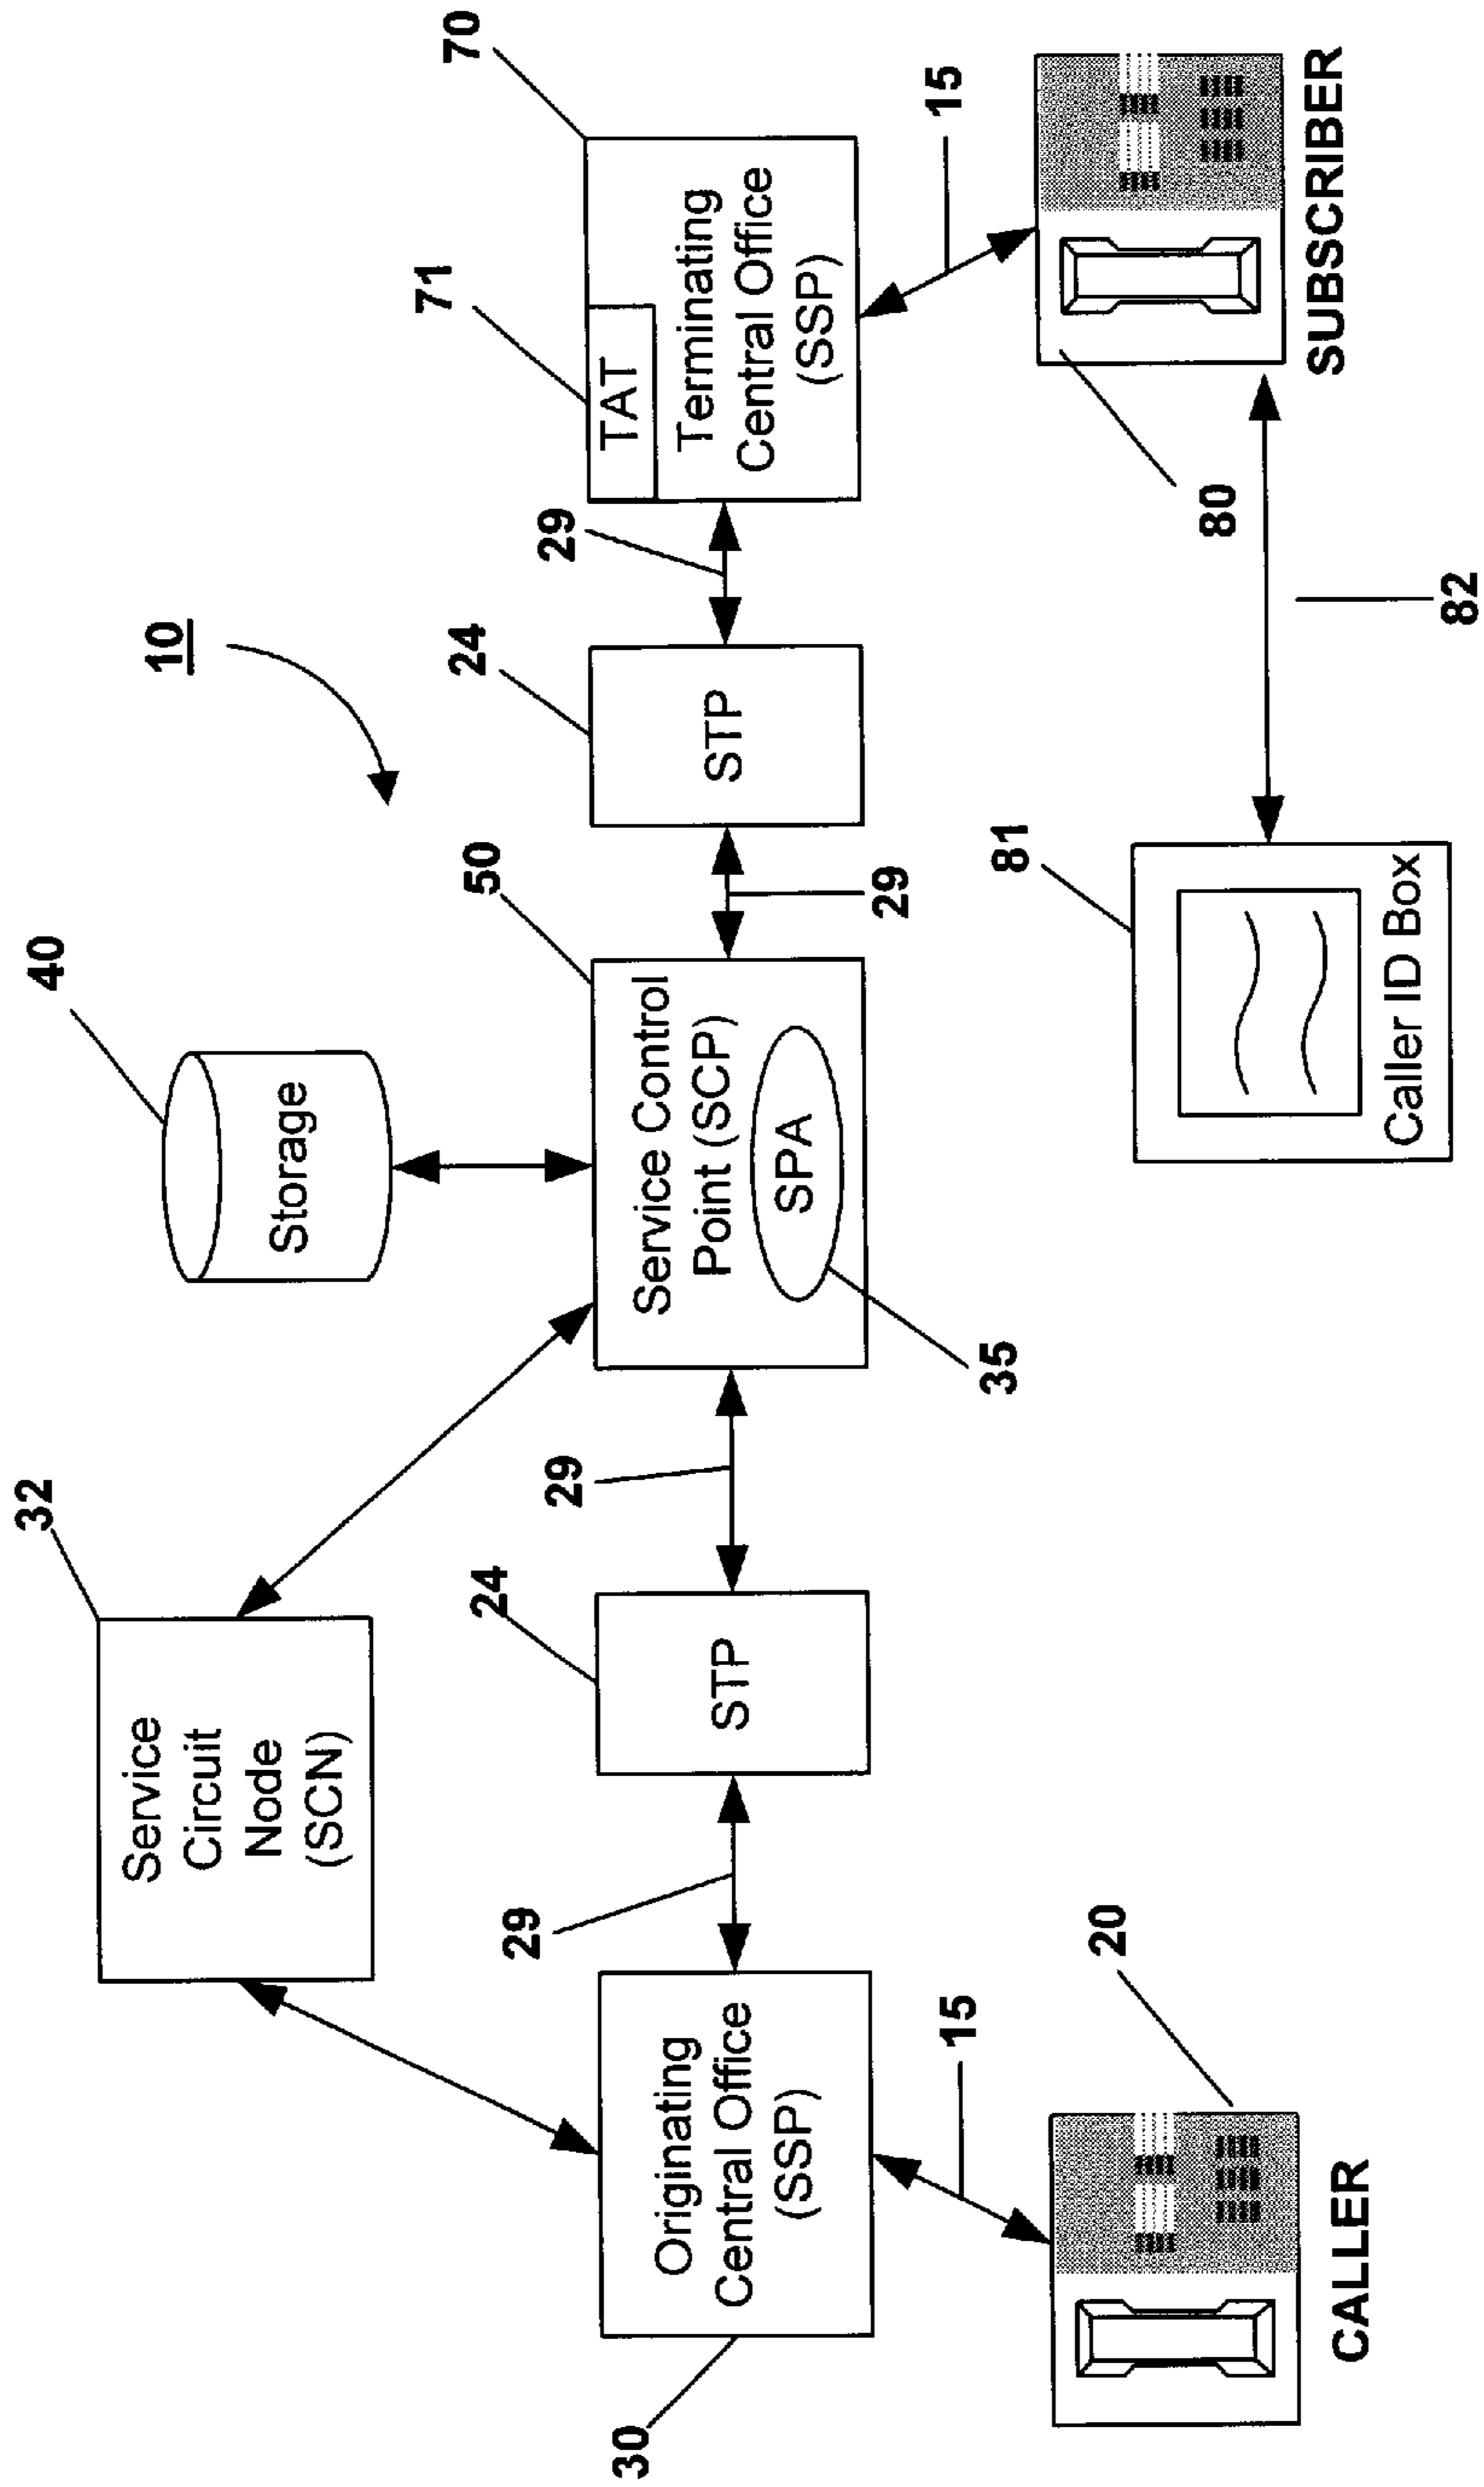 10
32
Service
Circuit
Node
(SCN)
40
Storage
30
Originating
Central Office
(SSP)
29
24
STP
29
50
Service Control
Point (SCP)
SPA
35
29
24
STP
29
70
71
TAT
Terminating
Central Office
(SSP)
15
20
CALLER
81
Caller ID Box
82
80
15
SUBSCRIBER